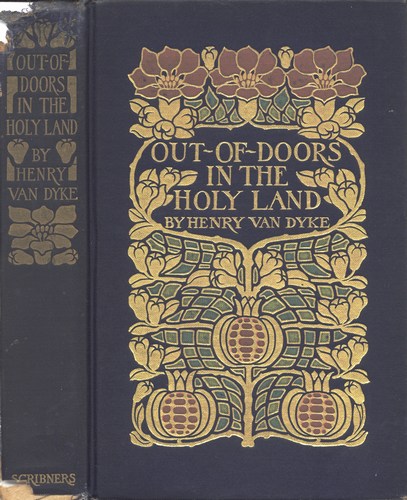 OUT-OF
DOORS
IN THE
HOLY LAND
BY
HENRY
VAN DYKE
SCRIBNERS
OUT-OF-DOORS
IN THE
HOLY LAND
BY HENRY VAN DYKE